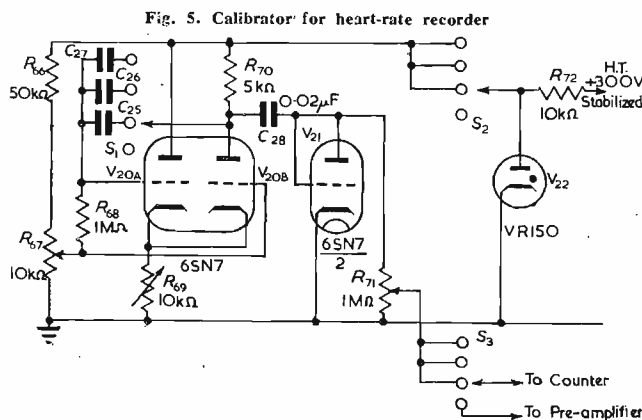 Fig. 5. Calibrator for heart-rate recorder
C27
R66
50kΩ
C26
C25
S1
R70
5kΩ
0·02μF
C28
V21
S2
R72
10kΩ
H.T.
+300V
Stabilized
V20A
V20B
V22
VR150
R68
1MΩ
6SN7
6SN7
2
R67
10kΩ
R69
10kΩ
R71
1MΩ
S3
To Counter
To Pre-amplifier